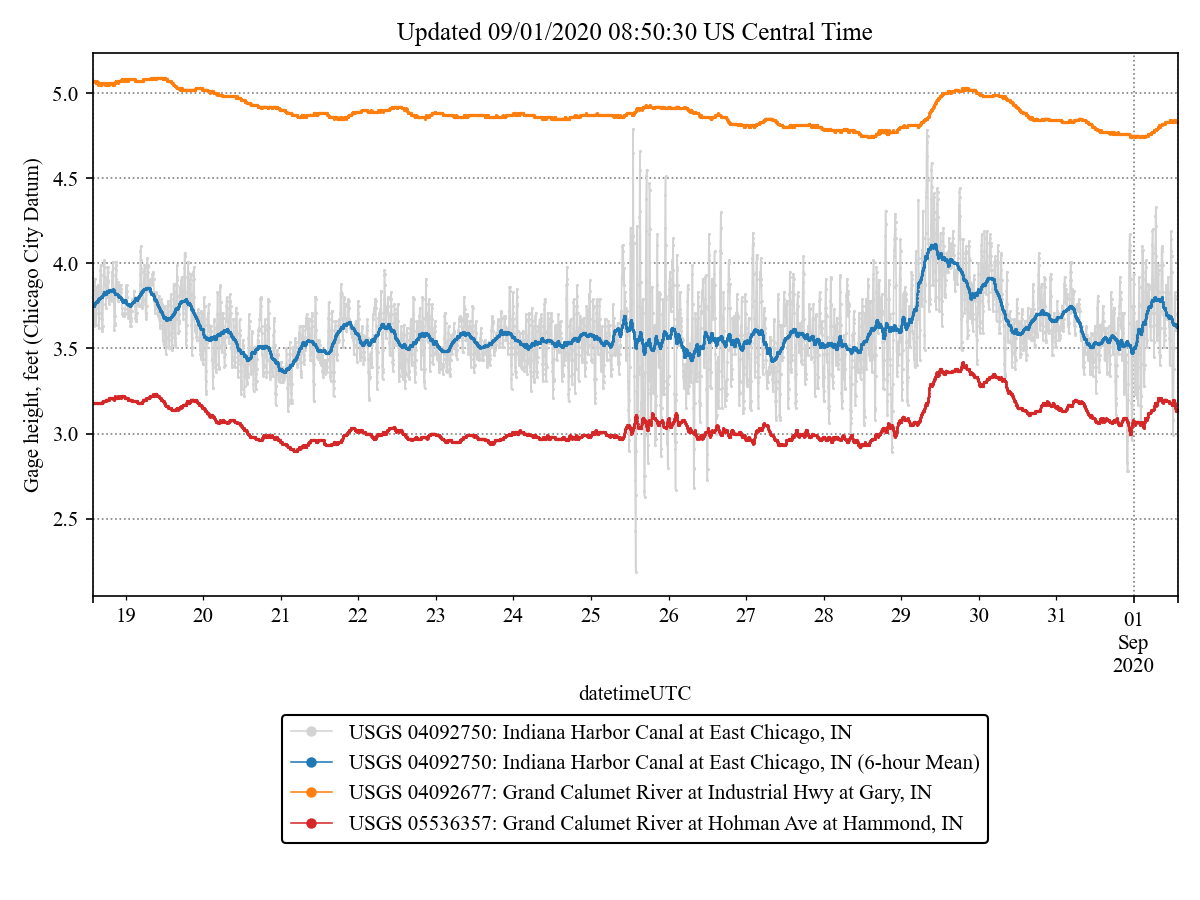 Updated 09/01/2020 08:50:30 US Central Time
Gage height, feet (Chicago City Datum)
5.0
4.5
4.0
3.5
3.0
2.5
19 20 21 22 23 24 25 26 27 28 29 30 31 01
Sep
2020
datetimeUTC
USGS 04092750: Indiana Harbor Canal at East Chicago, IN
USGS 04092750: Indiana Harbor Canal at East Chicago, IN (6-hour Mean)
USGS 04092677: Grand Calumet River at Industrial Hwy at Gary, IN
USGS 05536357: Grand Calumet River at Hohman Ave at Hammond, IN